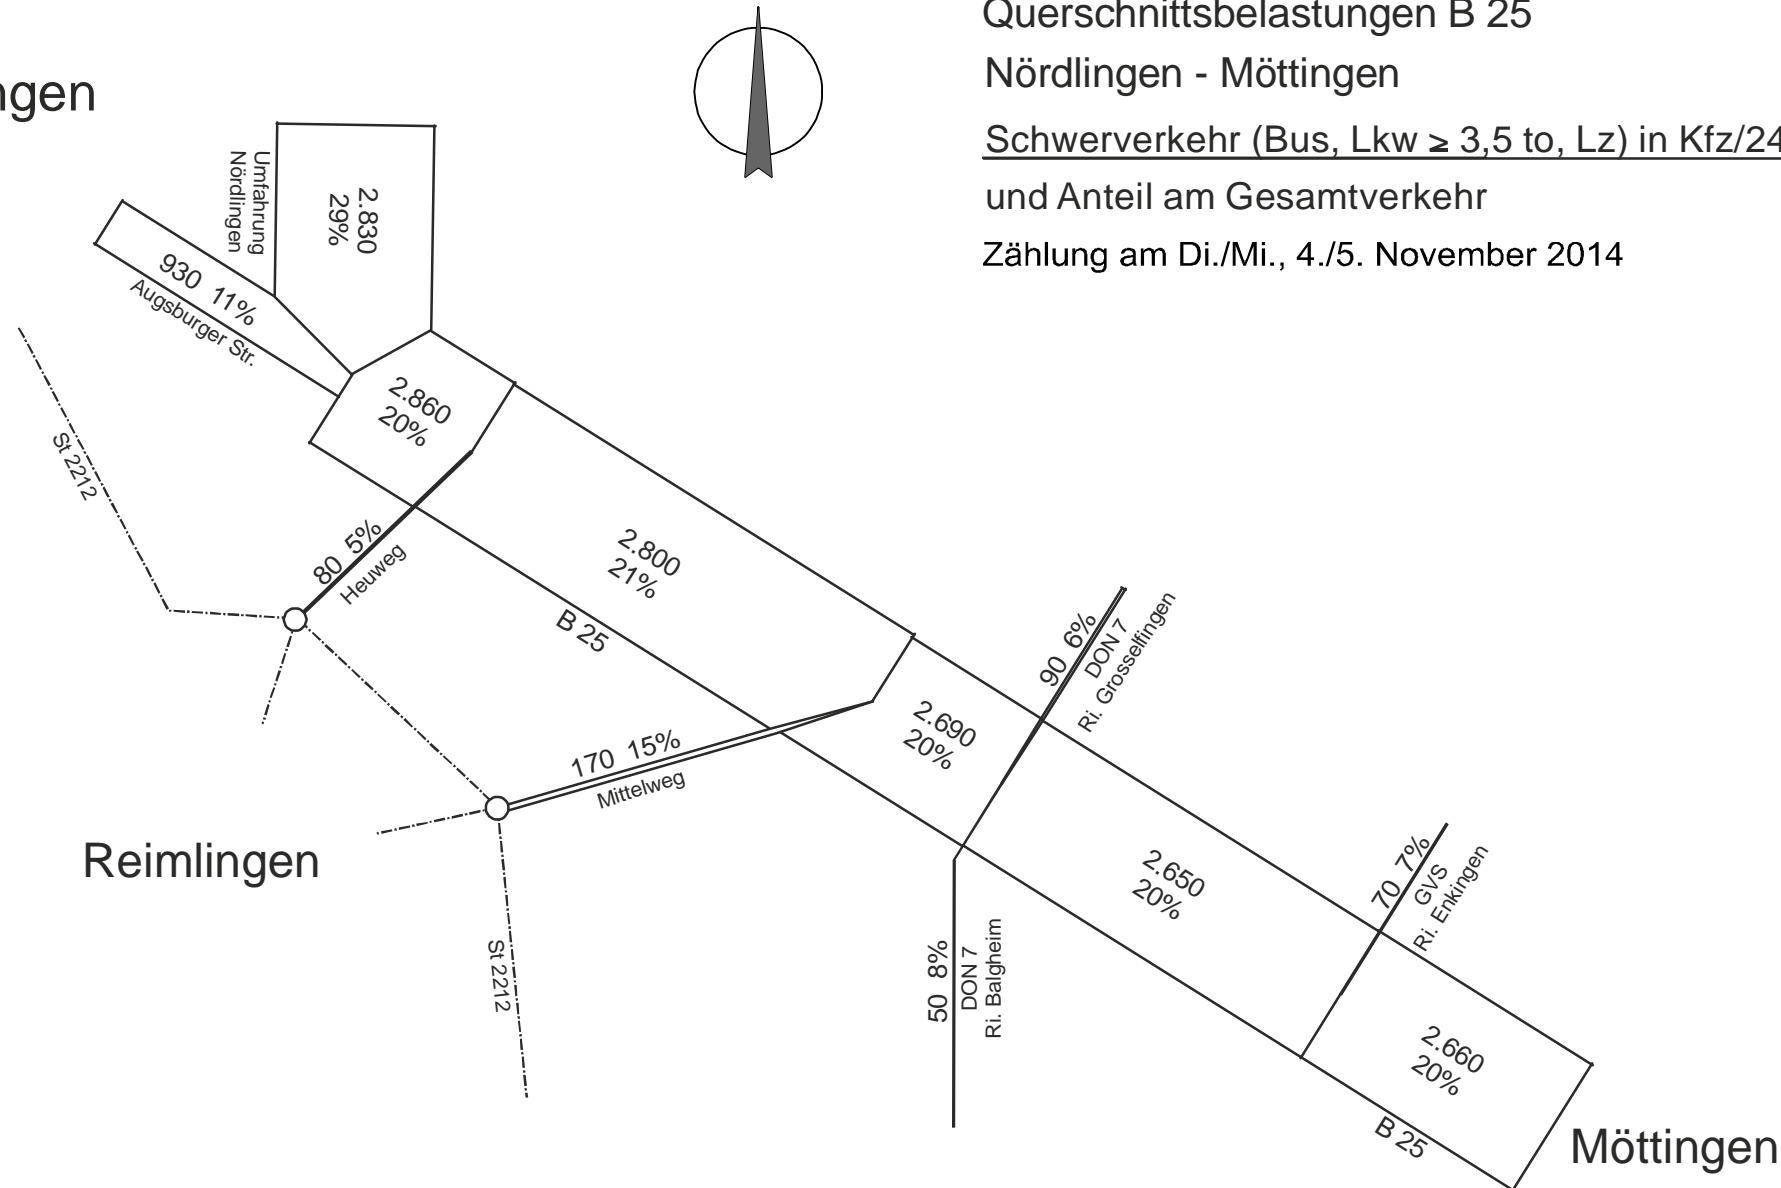 Querschnittsbelastungen B 25
Nördlingen - Möttingen
Schwerverkehr (Bus, Lkw ≥ 3,5 to, Lz) in Kfz/24
und Anteil am Gesamtverkehr
Zählung am Di./Mi., 4./5. November 2014
ngen
Umfahrung
Nördlingen
2.830
29%
930 11%
Augsburger Str.
2.860
20%
St 2212
80 5%
Heuweg
2.800
21%
B 25
90 6%
DON 7
Ri. Grosselfingen
2.690
20%
170 15%
Mittelweg
Reimlingen
St 2212
2.650
20%
70 7%
GVS
Ri. Enkingen
50 8%
DON 7
Ri. Balgheim
2.660
20%
B 25
Möttingen